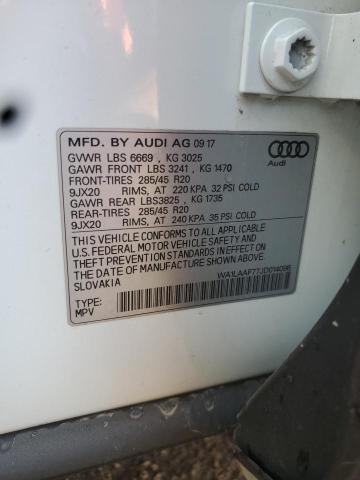 MFD. BY AUDI AG 09 17
GVWR LBS 6669 , KG 3025
GAWR FRONT LBS 3241 , KG 1470
FRONT-TIRES 285/45 R20
9JX20 RIMS, AT 220 KPA 32 PSI COLD
GAWR REAR LBS3825 , KG 1735
REAR-TIRES 285/45 R20
9JX20 RIMS, AT 240 KPA 35 PSI COLD
THIS VEHICLE CONFORMS TO ALL APPLICABLE
U.S. FEDERAL MOTOR VEHICLE SAFETY AND
THEFT PREVENTION STANDARDS IN EFFECT ON
THE DATE OF MANUFACTURE SHOWN ABOVE.
SLOVAKIA
WA1LAAF77JD014096
TYPE:
MPV
Audi